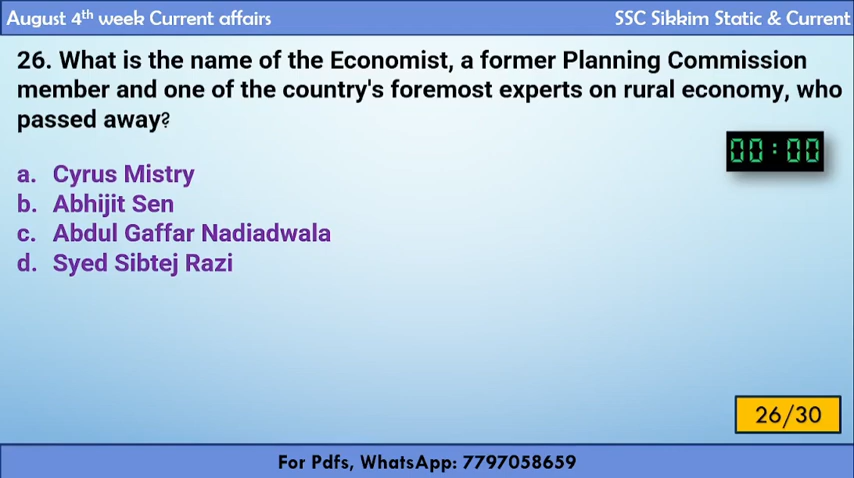 August 4th week Current affairs
SSC Sikkim Static & Current
26. What is the name of the Economist, a former Planning Commission
member and one of the country's foremost experts on rural economy, who
passed away?
00:00
a. Cyrus Mistry
b. Abhijit Sen
c. Abdul Gaffar Nadiadwala
d. Syed Sibtej Razi
26/30
For Pdfs, WhatsApp: 7797058659